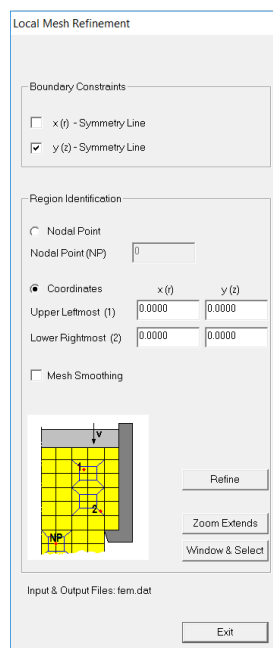 Local Mesh Refinement
Boundary Constraints
x (r) - Symmetry Line
y (z) - Symmetry Line
Region Identification
Nodal Point
Nodal Point (NP) 0
Coordinates x (r) y (z)
Upper Leftmost (1) 0.0000 0.0000
Lower Rightmost (2) 0.0000 0.0000
Mesh Smoothing
v
1
2
NP
Refine
Zoom Extends
Window & Select
Input & Output Files: fem.dat
Exit